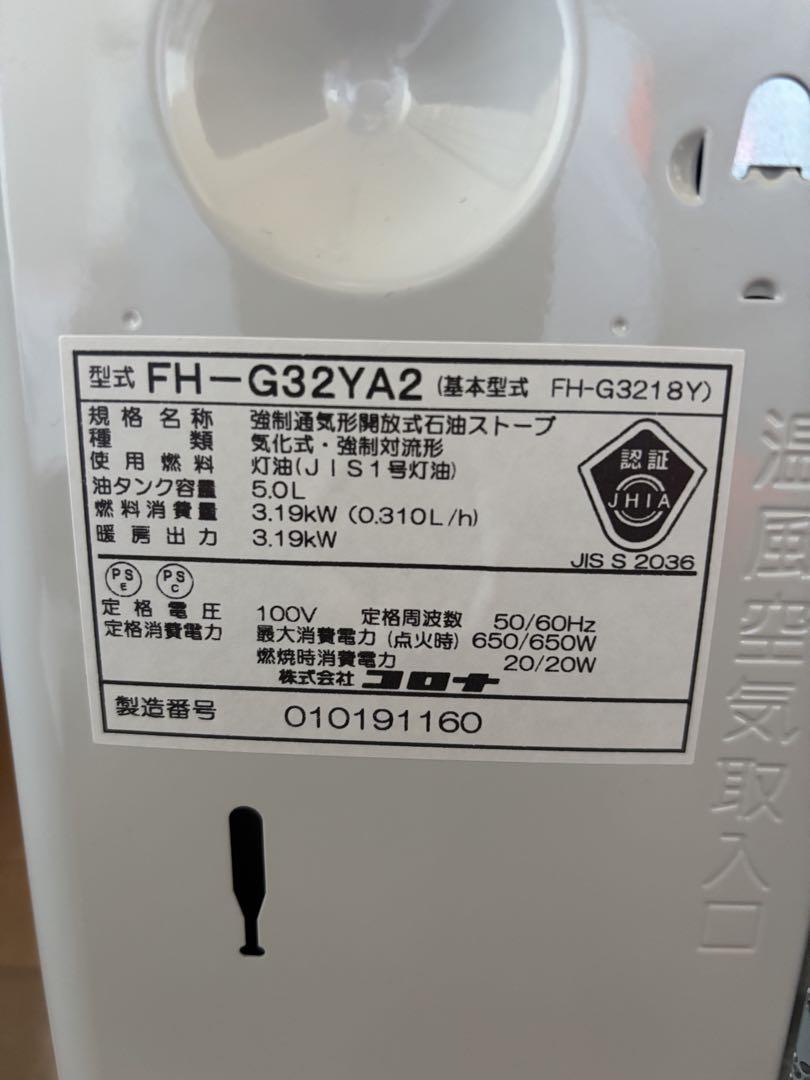 型式 FH－G32YA2 (基本型式 FH-G3218Y)
規格名称 強制通気形開放式石油ストーブ
種類 気化式・強制対流形
使用燃料 灯油(JIS1号灯油)
油タンク容量 5.0L
燃料消費量 3.19kW (0.310L/h)
暖房出力 3.19kW
認証
JHIA
JIS S 2036
PS E PS C
定格電圧 100V 定格周波数 50/60Hz
定格消費電力 最大消費電力 (点火時) 650/650W
燃焼時消費電力 20/20W
株式会社 コロナ
製造番号 010191160
温風空気取入口